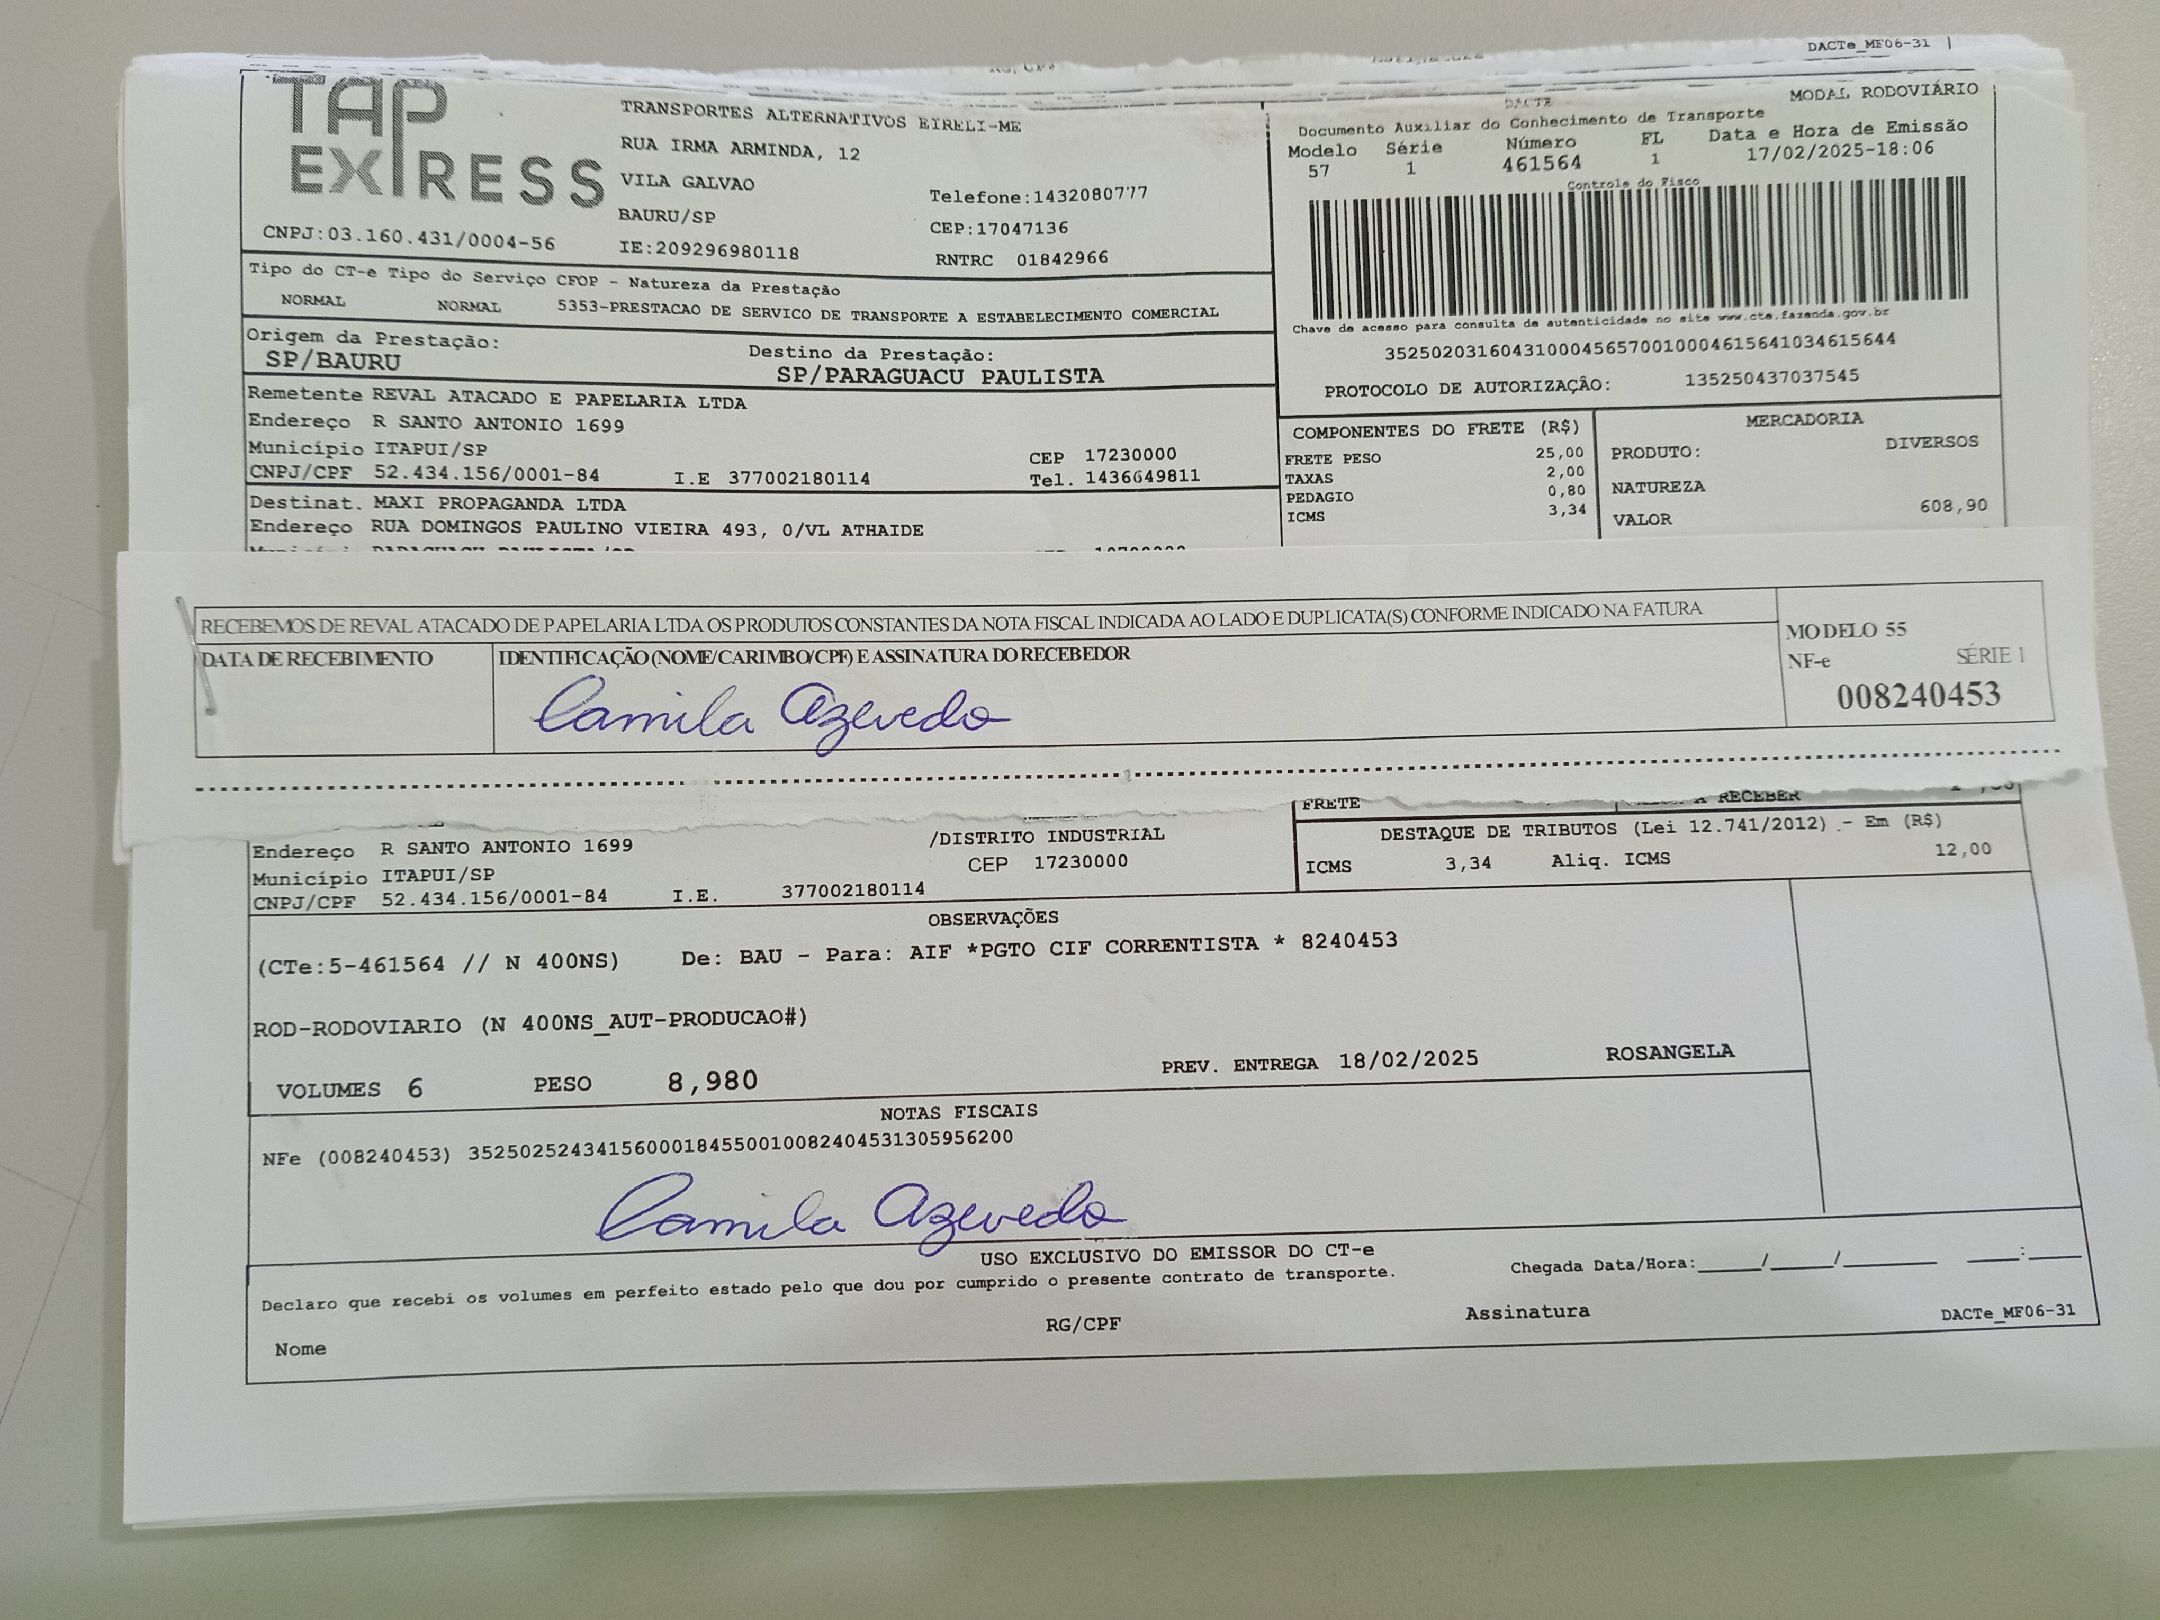 DACTe_MF06-31
TAP EXPRESS
TRANSPORTES ALTERNATIVOS EIRELI-ME
RUA IRMA ARMINDA, 12
VILA GALVAO
Telefone:1432080777
BAURU/SP
CEP:17047136
CNPJ:03.160.431/0004-56
IE:209296980118
RNTRC 01842966
DACTE
MODAL RODOVIÁRIO
Documento Auxiliar do Conhecimento de Transporte
Modelo Série Número FL Data e Hora de Emissão
57 1 461564 1 17/02/2025-18:06
Controle do Fisco
Chave de acesso para consulta de autenticidade no site www.cte.fazenda.gov.br
35250203160431000456570010004615641034615644
PROTOCOLO DE AUTORIZAÇÃO: 135250437037545
Tipo do CT-e Tipo do Serviço CFOP - Natureza da Prestação
NORMAL NORMAL 5353-PRESTACAO DE SERVICO DE TRANSPORTE A ESTABELECIMENTO COMERCIAL
Origem da Prestação: Destino da Prestação:
SP/BAURU SP/PARAGUACU PAULISTA
Remetente REVAL ATACADO E PAPELARIA LTDA
Endereço R SANTO ANTONIO 1699
Município ITAPUI/SP CEP 17230000
CNPJ/CPF 52.434.156/0001-84 I.E 377002180114 Tel. 1436649811
Destinat. MAXI PROPAGANDA LTDA
Endereço RUA DOMINGOS PAULINO VIEIRA 493, 0/VL ATHAIDE
COMPONENTES DO FRETE (R$)
FRETE PESO 25,00
TAXAS 2,00
PEDAGIO 0,80
ICMS 3,34
MERCADORIA
PRODUTO: DIVERSOS
NATUREZA
VALOR 608,90
RECEBEMOS DE REVAL ATACADO DE PAPELARIA LTDA OS PRODUTOS CONSTANTES DA NOTA FISCAL INDICADA AO LADO E DUPLICATA(S) CONFORME INDICADO NA FATURA
DATA DE RECEBIMENTO
IDENTIFICAÇÃO (NOME/CARIMBO/CPF) E ASSINATURA DO RECEBEDOR
Camila Azevedo
MODELO 55
NF-e SÉRIE 1
008240453
FRETE A RECEBER
Endereço R SANTO ANTONIO 1699 /DISTRITO INDUSTRIAL
Município ITAPUI/SP CEP 17230000
CNPJ/CPF 52.434.156/0001-84 I.E. 377002180114
DESTAQUE DE TRIBUTOS (Lei 12.741/2012) - Em (R$)
ICMS 3,34 Aliq. ICMS 12,00
OBSERVAÇÕES
(CTe:5-461564 // N 400NS) De: BAU - Para: AIF *PGTO CIF CORRENTISTA * 8240453
ROD-RODOVIARIO (N 400NS_AUT-PRODUCAO#)
VOLUMES 6 PESO 8,980 PREV. ENTREGA 18/02/2025 ROSANGELA
NOTAS FISCAIS
NFe (008240453) 35250252434156000184550010082404531305956200
Camila Azevedo
USO EXCLUSIVO DO EMISSOR DO CT-e
Declaro que recebi os volumes em perfeito estado pelo que dou por cumprido o presente contrato de transporte.
Chegada Data/Hora:_____/_____/________ ____:____
Nome RG/CPF Assinatura
DACTe_MF06-31